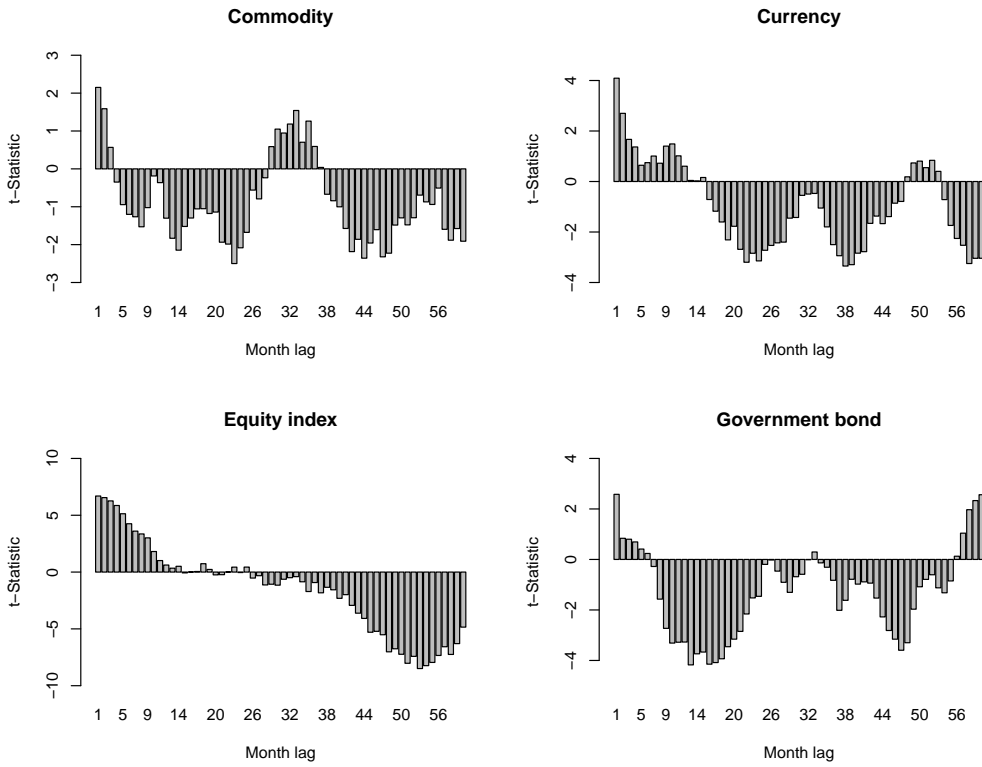 Commodity
t−Statistic
3
2
1
0
−1
−2
−3
1 5 9 14 20 26 32 38 44 50 56
Month lag
Currency
t−Statistic
4
2
0
−2
−4
1 5 9 14 20 26 32 38 44 50 56
Month lag
Equity index
t−Statistic
10
5
0
−5
−10
1 5 9 14 20 26 32 38 44 50 56
Month lag
Government bond
t−Statistic
4
2
0
−2
−4
1 5 9 14 20 26 32 38 44 50 56
Month lag